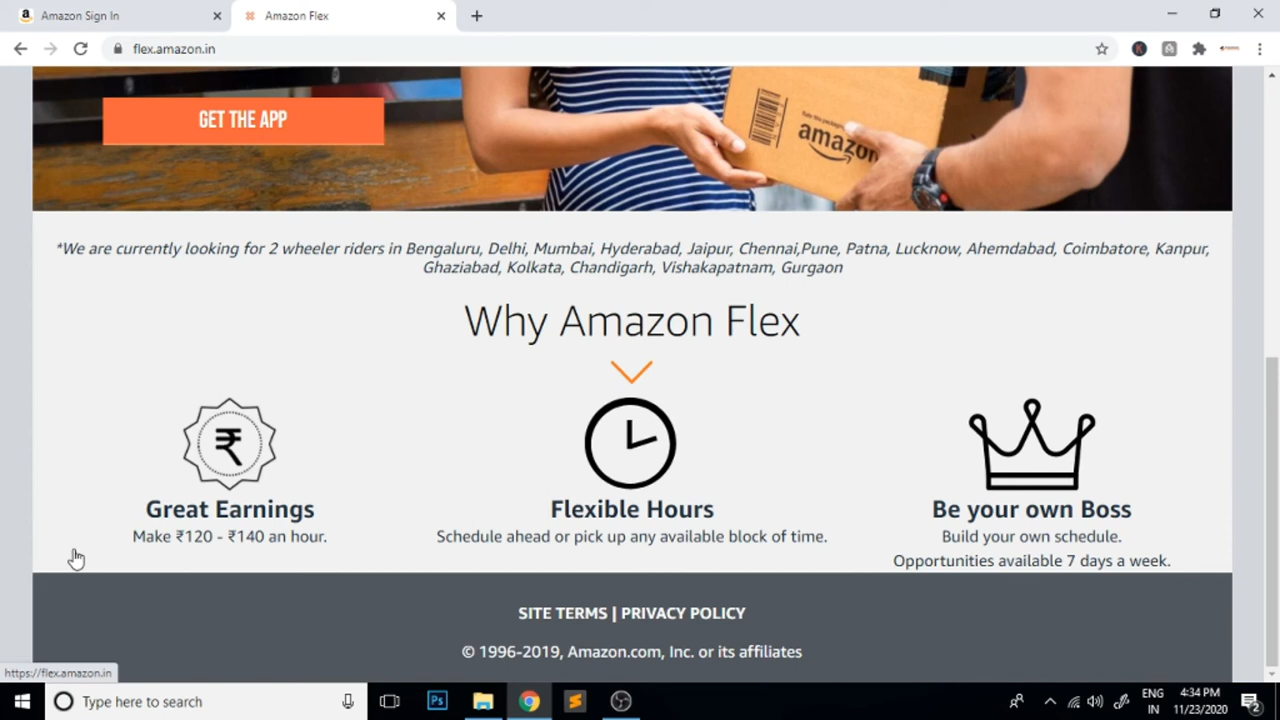 Amazon Sign In
Amazon Flex
flex.amazon.in
GET THE APP
amazon
*We are currently looking for 2 wheeler riders in Bengaluru, Delhi, Mumbai, Hyderabad, Jaipur, Chennai,Pune, Patna, Lucknow, Ahemdabad, Coimbatore, Kanpur,
Ghaziabad, Kolkata, Chandigarh, Vishakapatnam, Gurgaon
Why Amazon Flex
₹
Great Earnings
Make ₹120 - ₹140 an hour.
Flexible Hours
Schedule ahead or pick up any available block of time.
Be your own Boss
Build your own schedule.
Opportunities available 7 days a week.
SITE TERMS | PRIVACY POLICY
© 1996-2019, Amazon.com, Inc. or its affiliates
https://flex.amazon.in
Type here to search
Ps
ENG
IN
4:34 PM
11/23/2020
2